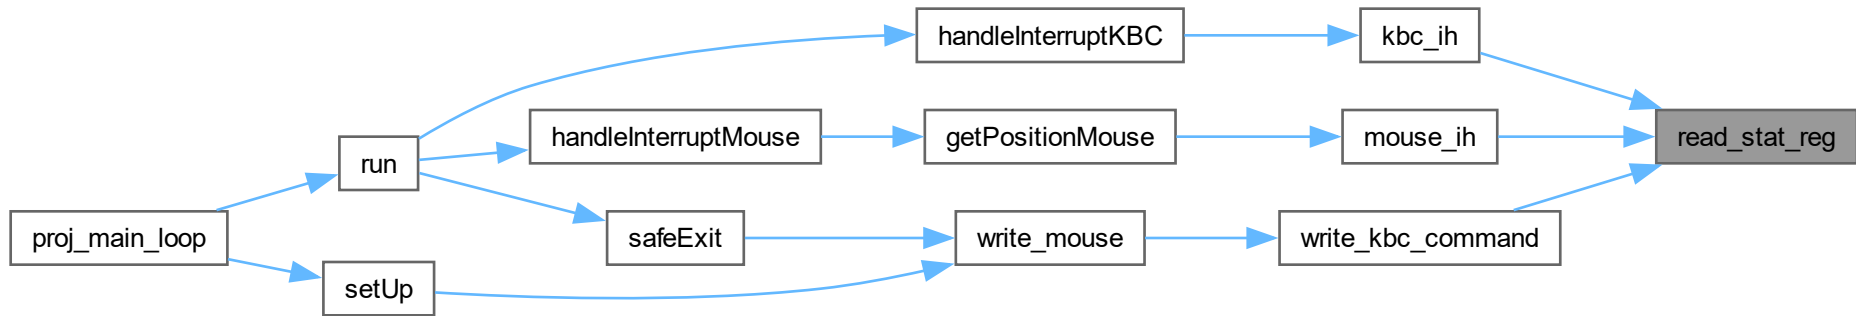 handleInterruptKBC
kbc_ih
handleInterruptMouse
getPositionMouse
mouse_ih
read_stat_reg
run
proj_main_loop
safeExit
write_mouse
write_kbc_command
setUp